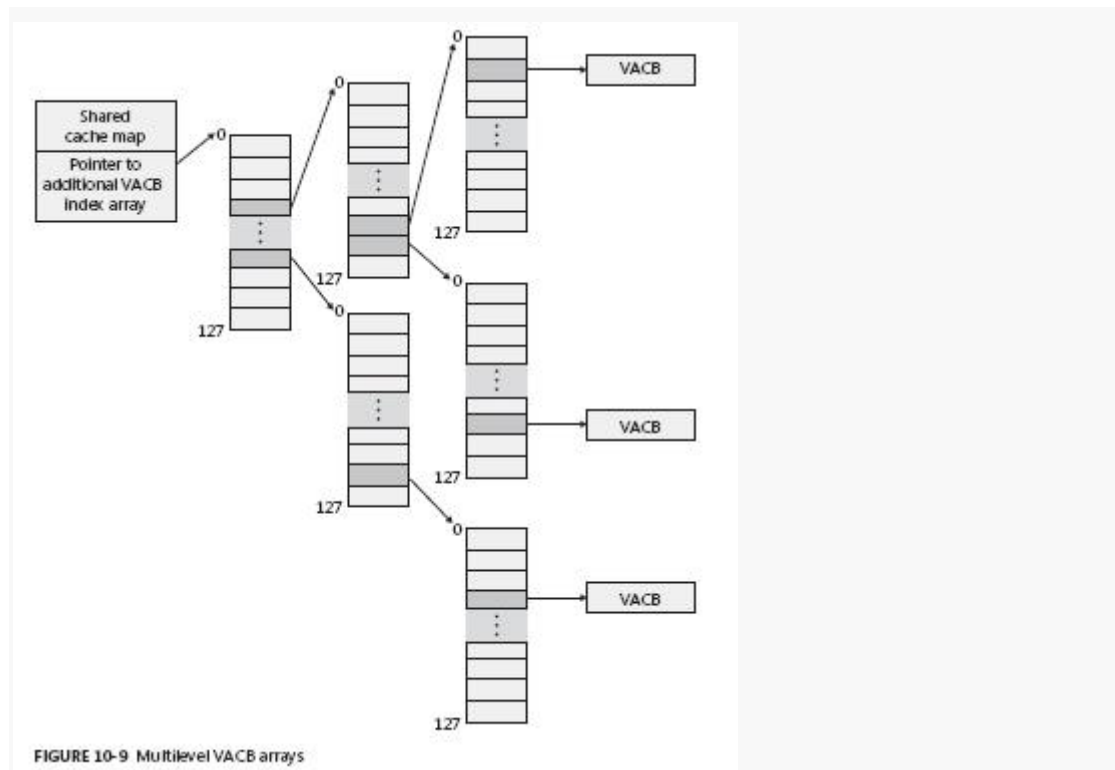 Shared
cache map
Pointer to
additional VACB
index array
0
127
0
127
0
127
0
127
VACB
0
127
VACB
0
127
VACB
FIGURE 10-9 Multilevel VACB arrays